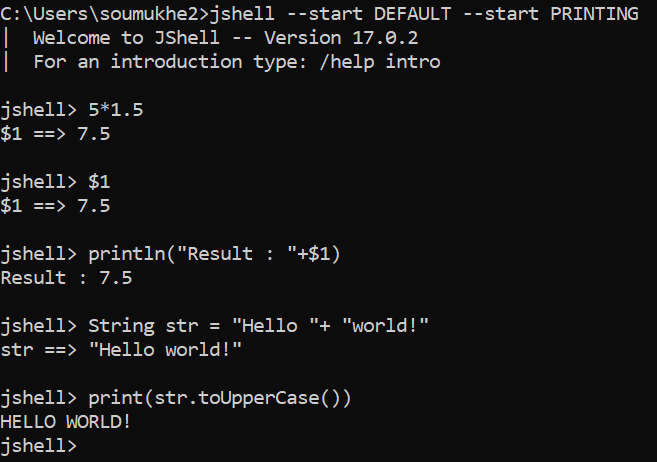 C:\Users\soumukhe2>jshell --start DEFAULT --start PRINTING
|  Welcome to JShell -- Version 17.0.2
|  For an introduction type: /help intro
jshell> 5*1.5
$1 ==> 7.5
jshell> $1
$1 ==> 7.5
jshell> println("Result : "+$1)
Result : 7.5
jshell> String str = "Hello "+ "world!"
str ==> "Hello world!"
jshell> print(str.toUpperCase())
HELLO WORLD!
jshell>